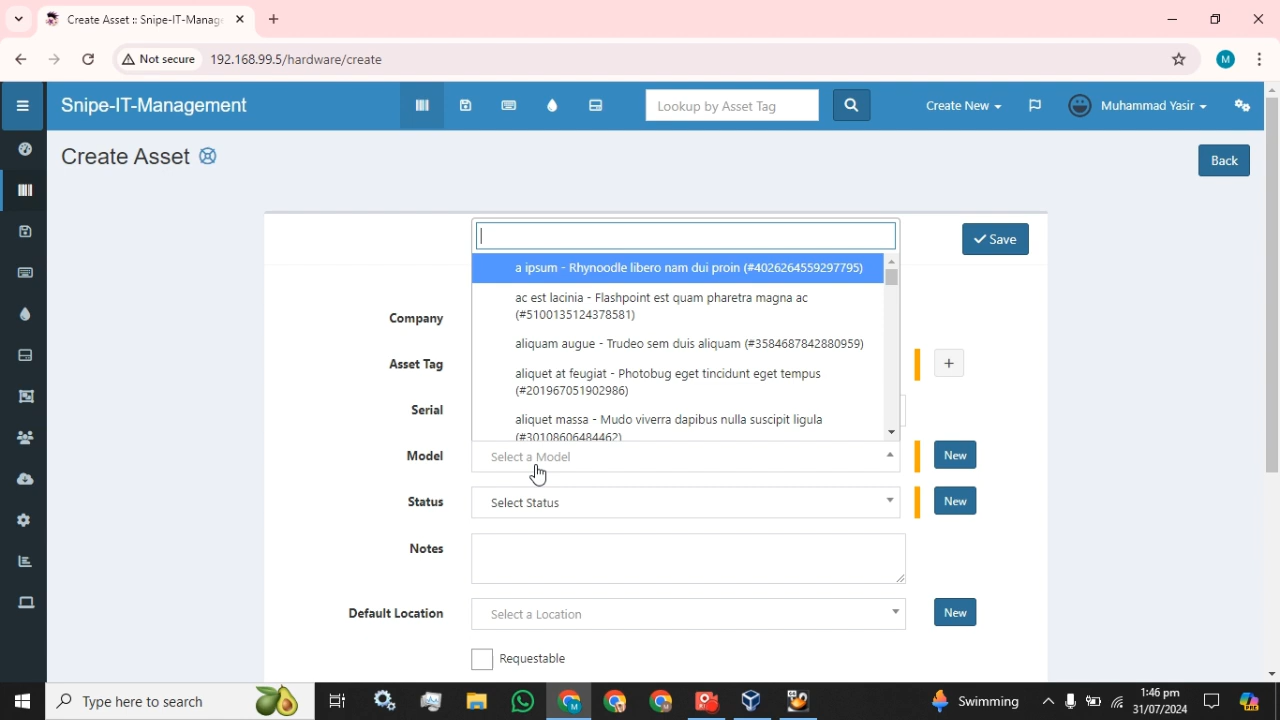 Create Asset :: Snipe-IT-Manage
Not secure 192.168.99.5/hardware/create
M
Snipe-IT-Management
Lookup by Asset Tag
Create New
Muhammad Yasir
Create Asset
Back
Save
a ipsum - Rhynoodle libero nam dui proin (#4026264559297795)
ac est lacinia - Flashpoint est quam pharetra magna ac
(#5100135124378581)
aliquam augue - Trudeo sem duis aliquam (#3584687842880959)
aliquet at feugiat - Photobug eget tincidunt eget tempus
(#201967051902986)
aliquet massa - Mudo viverra dapibus nulla suscipit ligula
(#30108606484462)
Company
Asset Tag
+
Serial
Model
Select a Model
New
Status
Select Status
New
Notes
Default Location
Select a Location
New
Requestable
Type here to search
Swimming
1:46 pm
31/07/2024